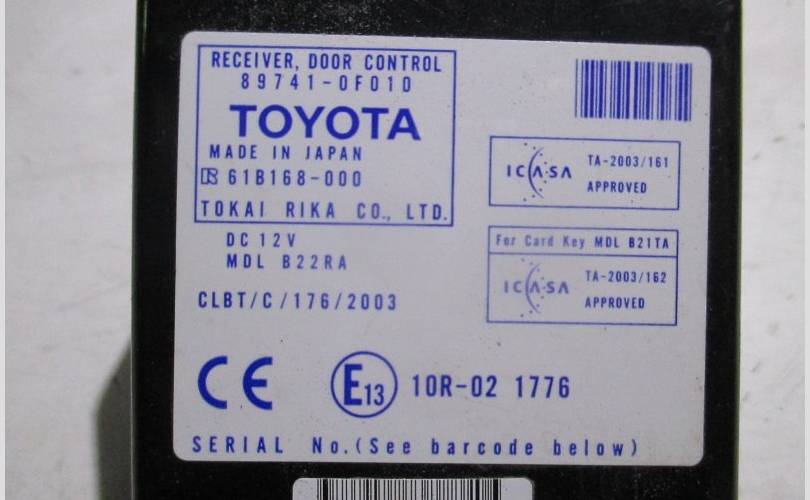 RECEIVER, DOOR CONTROL
89741-0F010
TOYOTA
MADE IN JAPAN
R 61B168-000
TOKAI RIKA CO., LTD.
DC 12V
MDL B22RA
CLBT/C/176/2003
CE E13 10R-02 1776
SERIAL No.(See barcode below)
ICASA TA-2003/161
APPROVED
For Card Key MDL B21TA
ICASA TA-2003/162
APPROVED